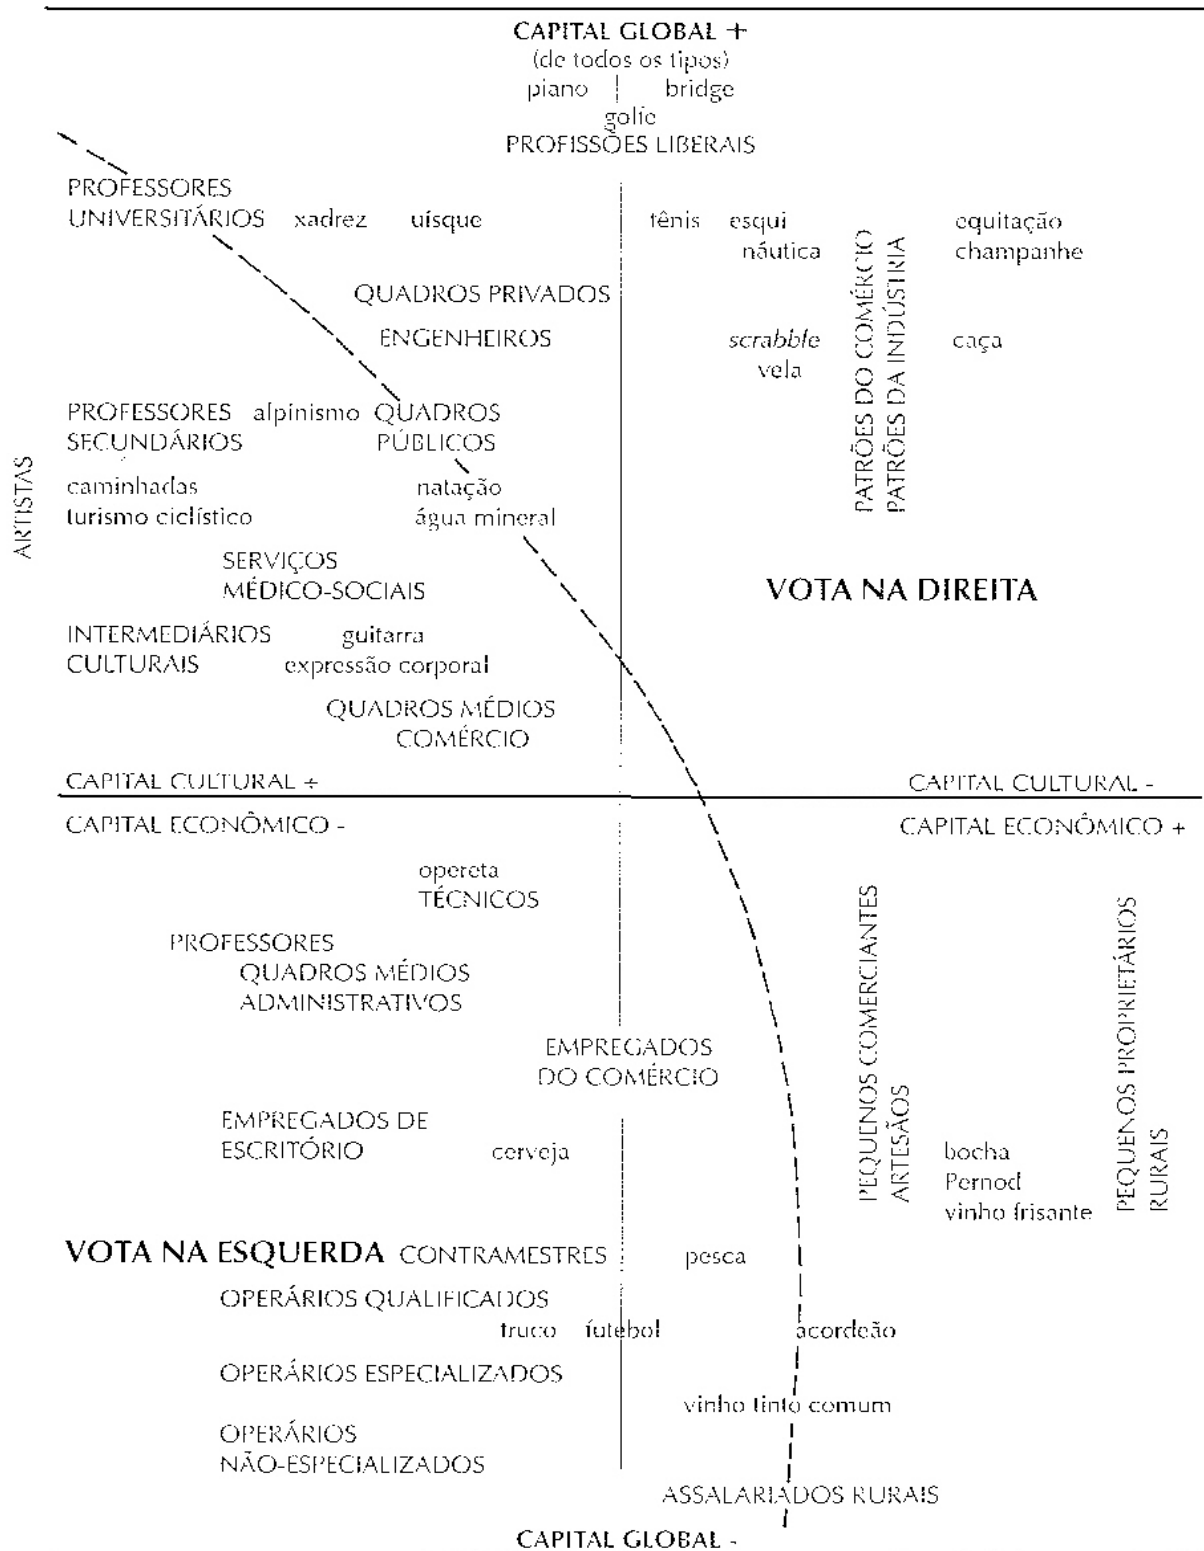 CAPITAL GLOBAL +
(de todos os tipos)
piano bridge
golfe
PROFISSÕES LIBERAIS
PROFESSORES
UNIVERSITÁRIOS xadrez uísque tênis esqui equitação
náutica champanhe
QUADROS PRIVADOS
ENGENHEIROS scrabble caça
vela
PATRÕES DO COMÉRCIO
PATRÕES DA INDÚSTRIA
PROFESSORES alpinismo QUADROS
SECUNDÁRIOS PÚBLICOS
ARTISTAS
caminhadas natação
turismo ciclístico água mineral
SERVIÇOS
MÉDICO-SOCIAIS
VOTA NA DIREITA
INTERMEDIÁRIOS guitarra
CULTURAIS expressão corporal
QUADROS MÉDIOS
COMÉRCIO
CAPITAL CULTURAL + CAPITAL CULTURAL -
CAPITAL ECONÔMICO - CAPITAL ECONÔMICO +
opereta
TÉCNICOS
PROFESSORES
QUADROS MÉDIOS
ADMINISTRATIVOS
EMPREGADOS
DO COMÉRCIO
PEQUENOS COMERCIANTES
ARTESÃOS
PEQUENOS PROPRIETÁRIOS
RURAIS
EMPREGADOS DE
ESCRITÓRIO cerveja bocha
Pernod
vinho frisante
VOTA NA ESQUERDA CONTRAMESTRES pesca
OPERÁRIOS QUALIFICADOS
truco futebol acordeão
OPERÁRIOS ESPECIALIZADOS
vinho tinto comum
OPERÁRIOS
NÃO-ESPECIALIZADOS
ASSALARIADOS RURAIS
CAPITAL GLOBAL -